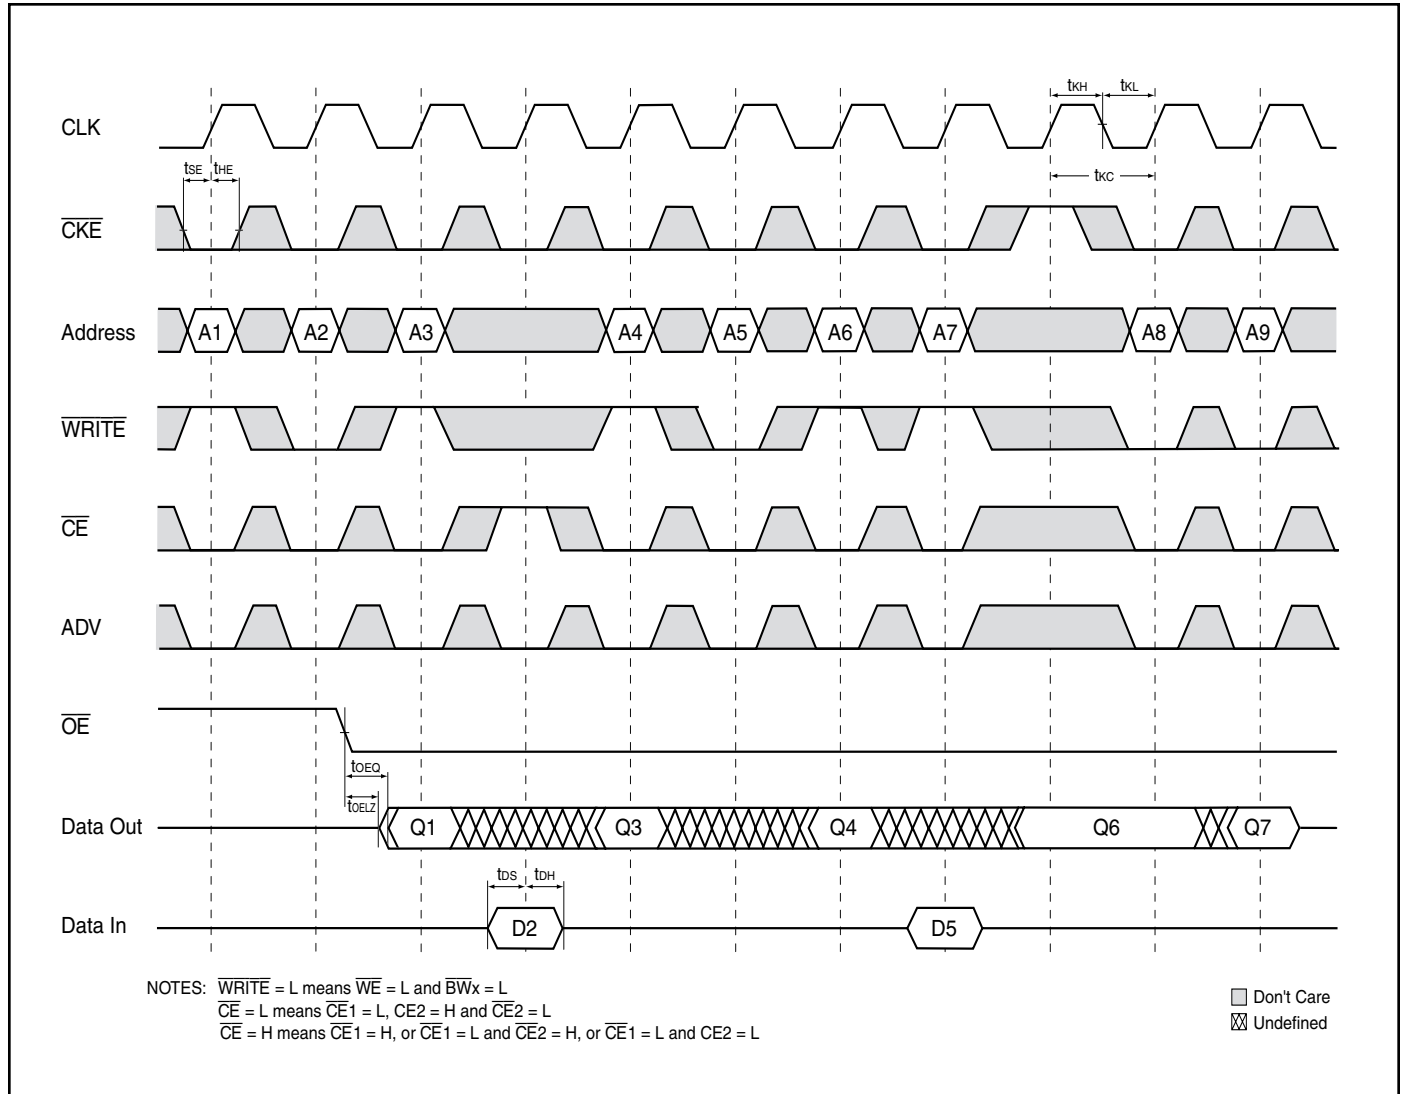 tKH tKL
CLK
tSE tHE
tKC
CKE
Address A1 A2 A3 A4 A5 A6 A7 A8 A9
WRITE
CE
ADV
OE
tOEQ
tOELZ
Data Out Q1 Q3 Q4 Q6 Q7
tDS tDH
Data In D2 D5
NOTES: WRITE = L means WE = L and BWx = L
CE = L means CE1 = L, CE2 = H and CE2 = L
CE = H means CE1 = H, or CE1 = L and CE2 = H, or CE1 = L and CE2 = L
Don't Care
Undefined